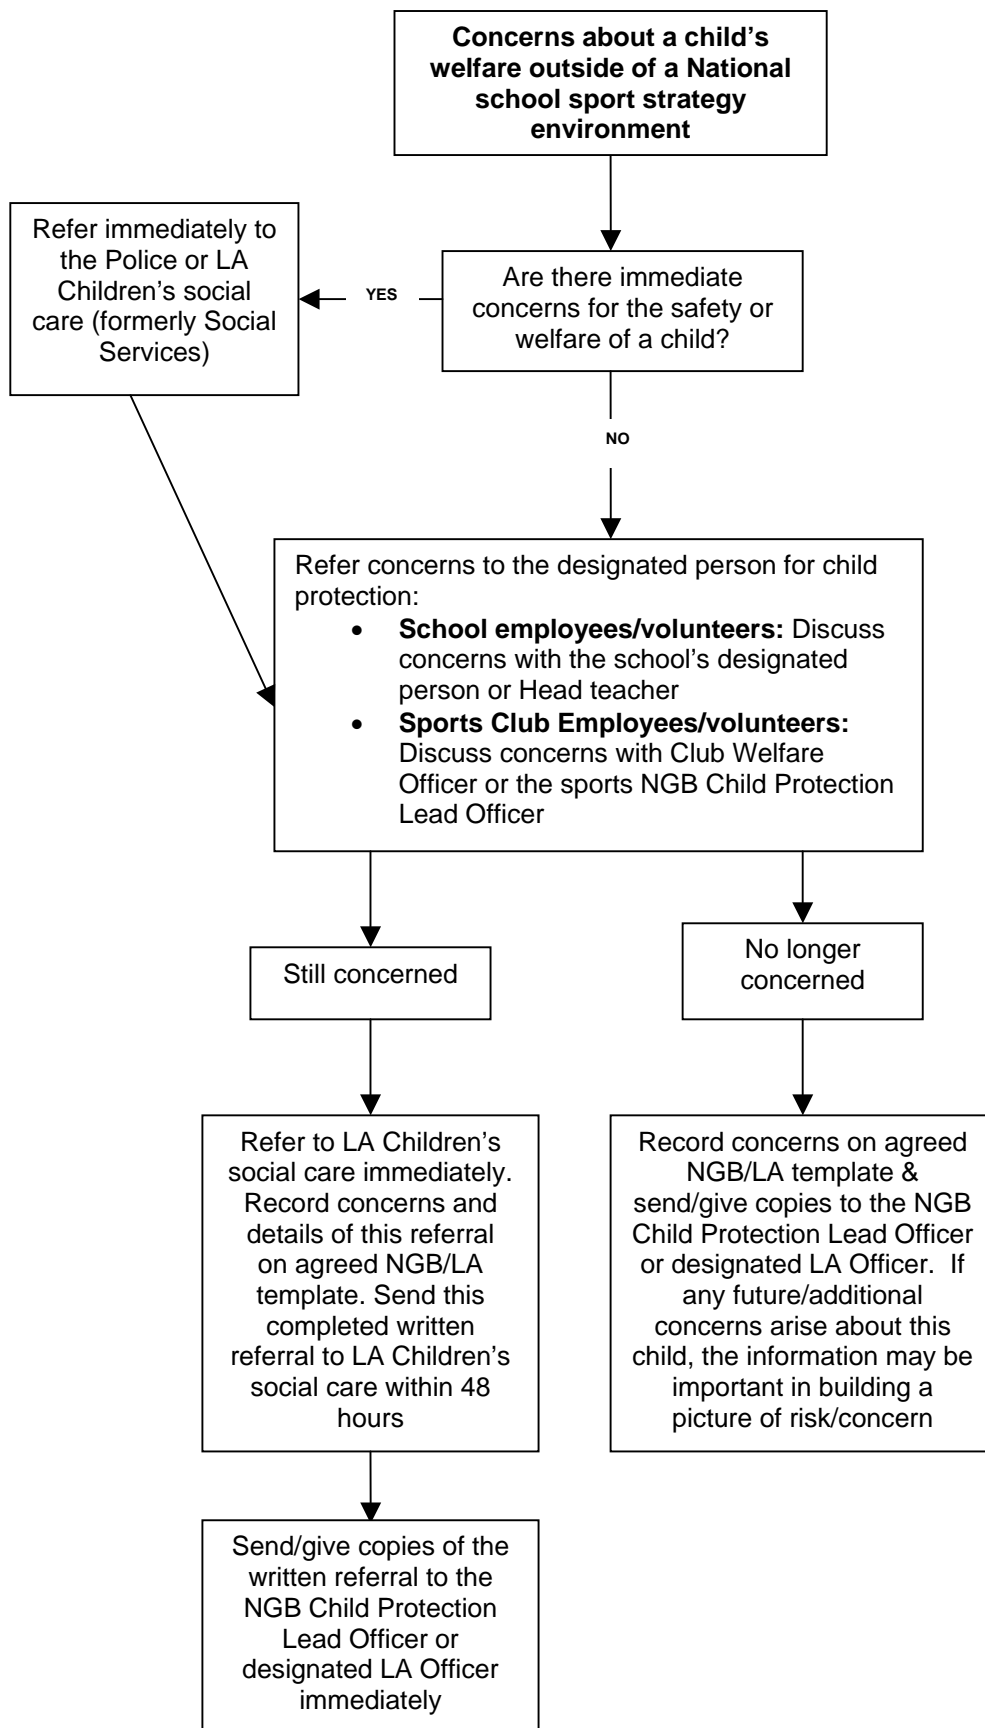 Concerns about a child's
welfare outside of a National
school sport strategy
environment
Refer immediately to
the Police or LA
Children's social
care (formerly Social
Services)
YES
Are there immediate
concerns for the safety or
welfare of a child?
NO
Refer concerns to the designated person for child
protection:
• School employees/volunteers: Discuss
concerns with the school's designated
person or Head teacher
• Sports Club Employees/volunteers:
Discuss concerns with Club Welfare
Officer or the sports NGB Child Protection
Lead Officer
Still concerned
No longer
concerned
Refer to LA Children's
social care immediately.
Record concerns and
details of this referral
on agreed NGB/LA
template. Send this
completed written
referral to LA Children's
social care within 48
hours
Record concerns on agreed
NGB/LA template &
send/give copies to the NGB
Child Protection Lead Officer
or designated LA Officer.  If
any future/additional
concerns arise about this
child, the information may be
important in building a
picture of risk/concern
Send/give copies of the
written referral to the
NGB Child Protection
Lead Officer or
designated LA Officer
immediately